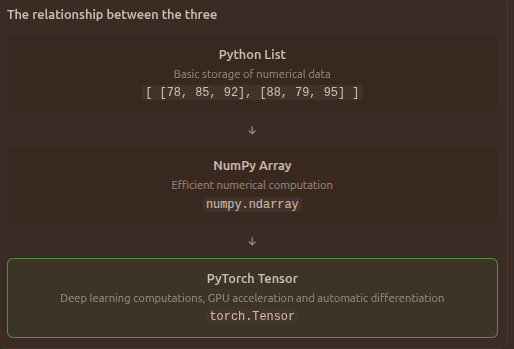 The relationship between the three
Python List
Basic storage of numerical data
[ [78, 85, 92], [88, 79, 95] ]
↓
NumPy Array
Efficient numerical computation
numpy.ndarray
↓
PyTorch Tensor
Deep learning computations, GPU acceleration and automatic differentiation
torch.Tensor